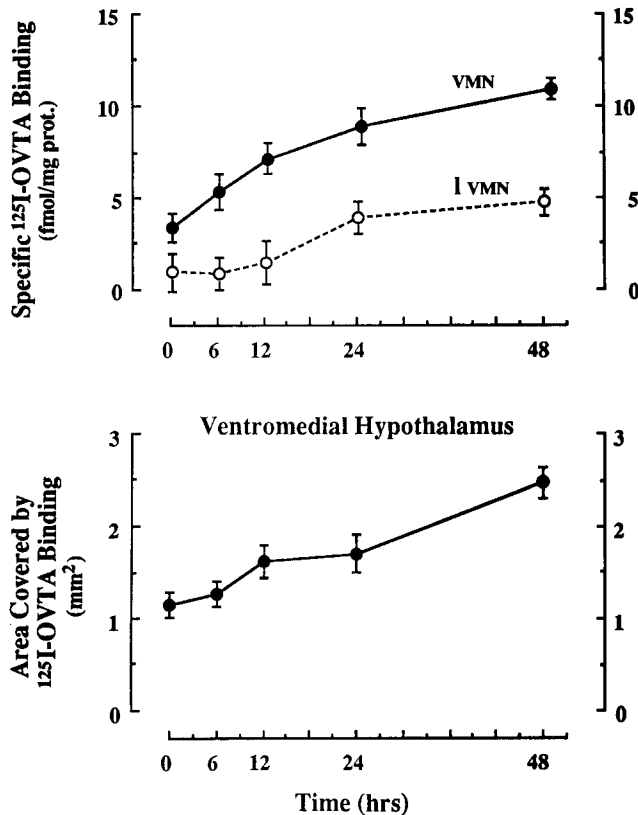 15
10
5
0
Specific ¹²⁵I-OVTA Binding
(fmol/mg prot.)
VMN
l VMN
15
10
5
0
0 6 12 24 48
Ventromedial Hypothalamus
3
2
1
0
Area Covered by
¹²⁵I-OVTA Binding
(mm²)
3
2
1
0
0 6 12 24 48
Time (hrs)